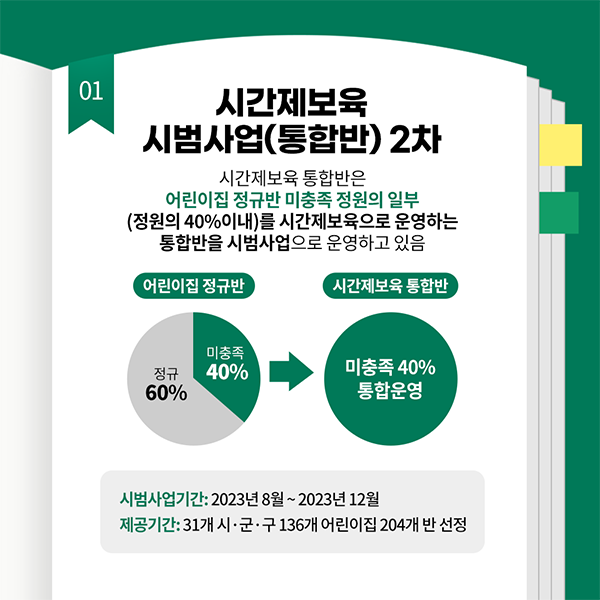 01
시간제보육
시범사업(통합반) 2차
시간제보육 통합반은
어린이집 정규반 미충족 정원의 일부
(정원의 40%이내)를 시간제보육으로 운영하는
통합반을 시범사업으로 운영하고 있음
어린이집 정규반
시간제보육 통합반
미충족
40%
정규
60%
미충족 40%
통합운영
시범사업기간: 2023년 8월 ~ 2023년 12월
제공기간: 31개 시·군·구 136개 어린이집 204개 반 선정